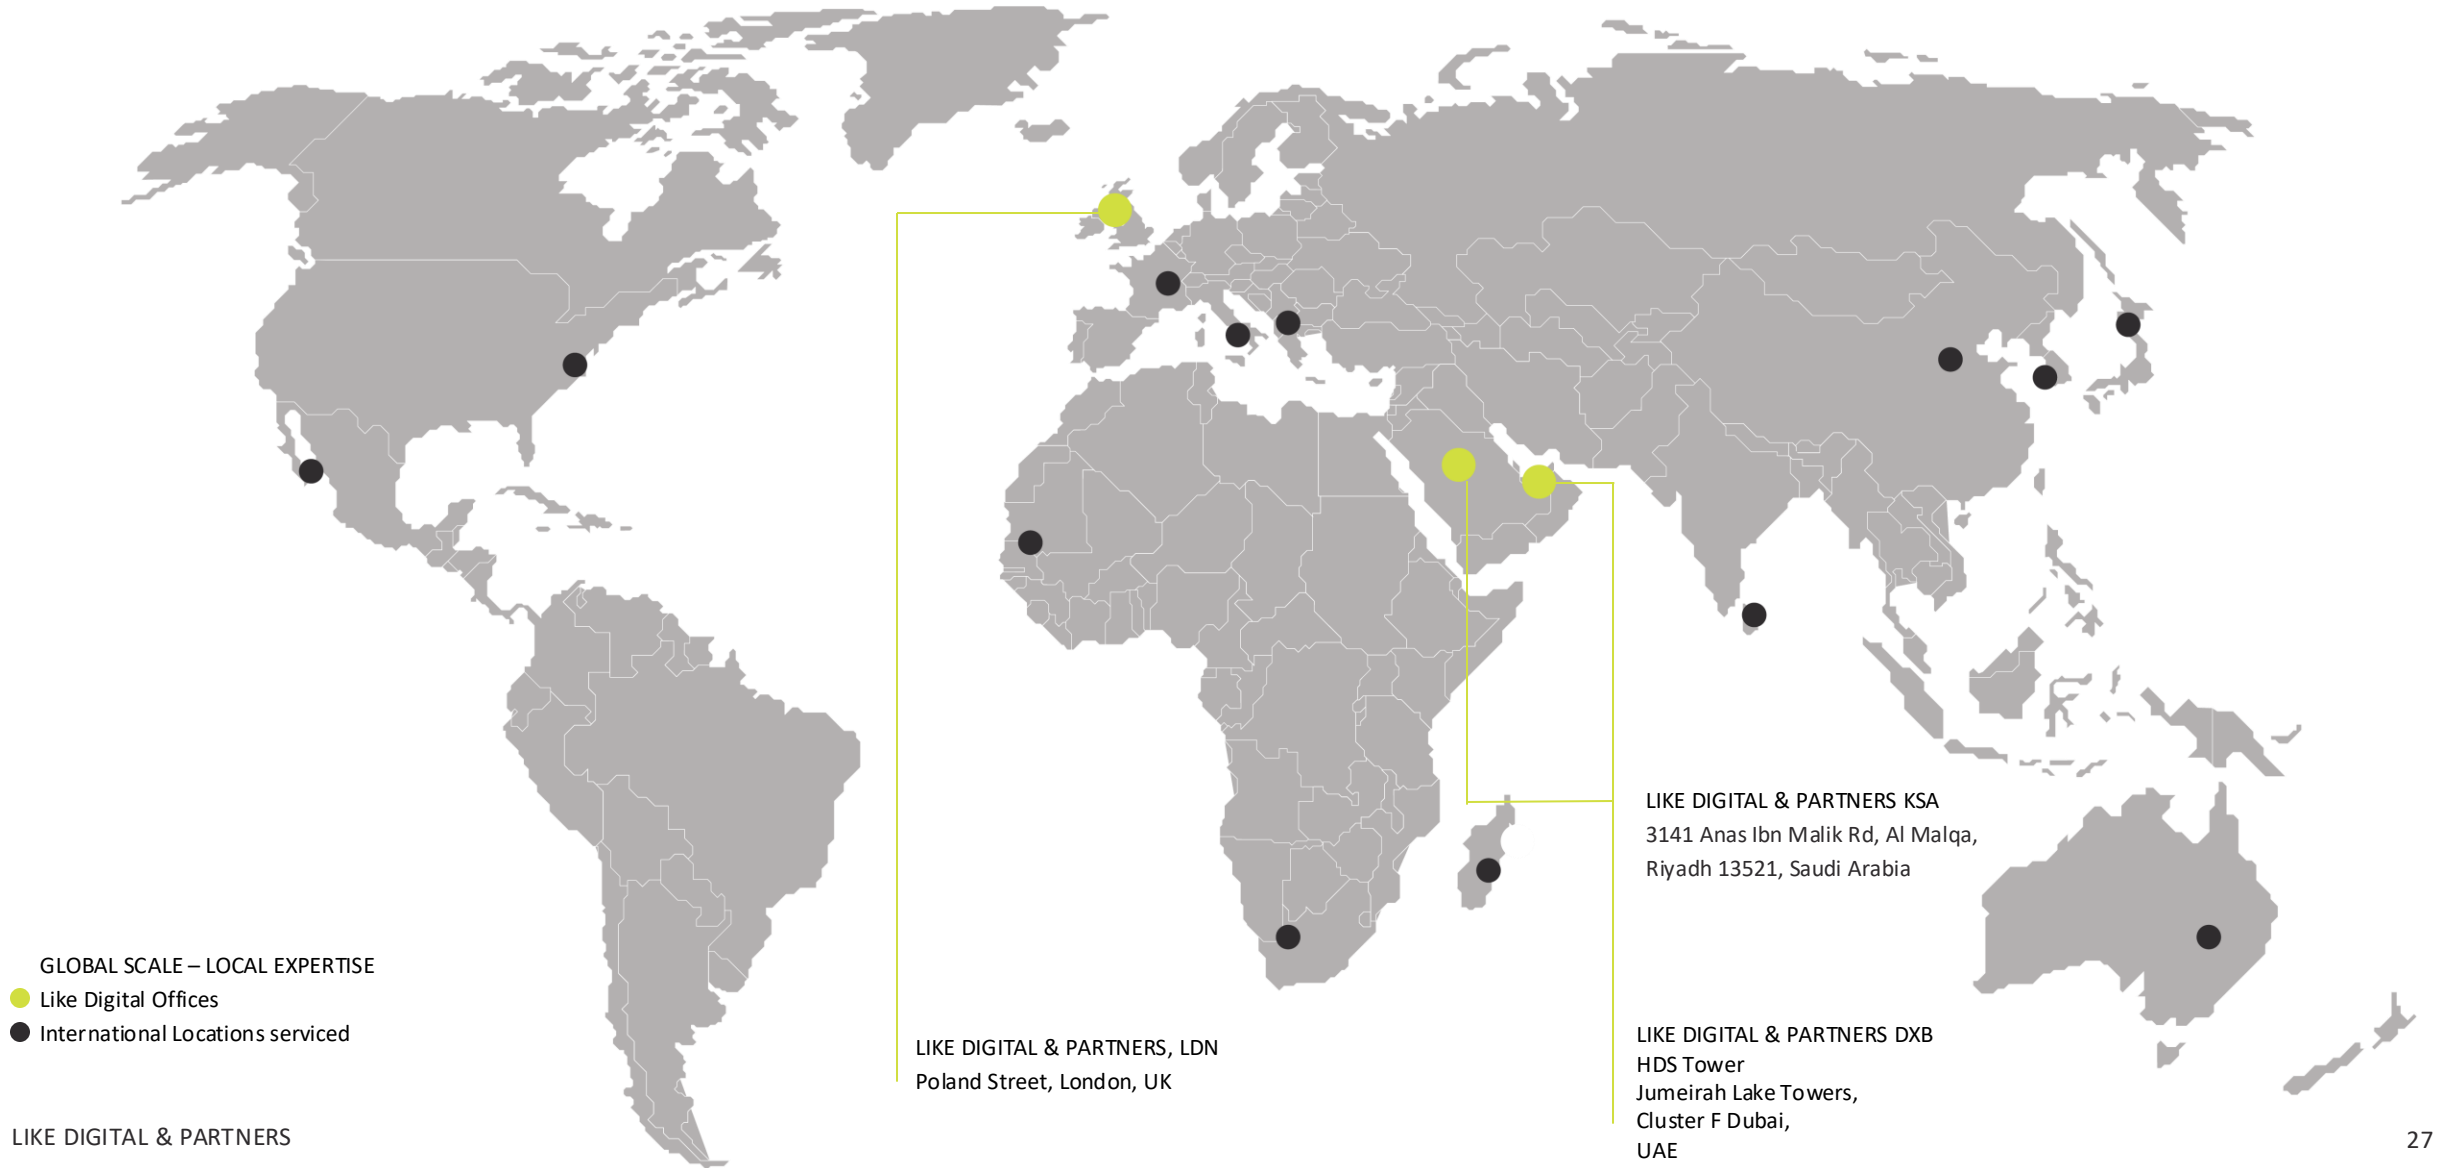 LIKE DIGITAL & PARTNERS KSA
3141 Anas Ibn Malik Rd, Al Malqa,
Riyadh 13521, Saudi Arabia
GLOBAL SCALE – LOCAL EXPERTISE
Like Digital Offices
International Locations serviced
LIKE DIGITAL & PARTNERS, LDN
Poland Street, London, UK
LIKE DIGITAL & PARTNERS DXB
HDS Tower
Jumeirah Lake Towers,
Cluster F Dubai,
UAE
LIKE DIGITAL & PARTNERS
27